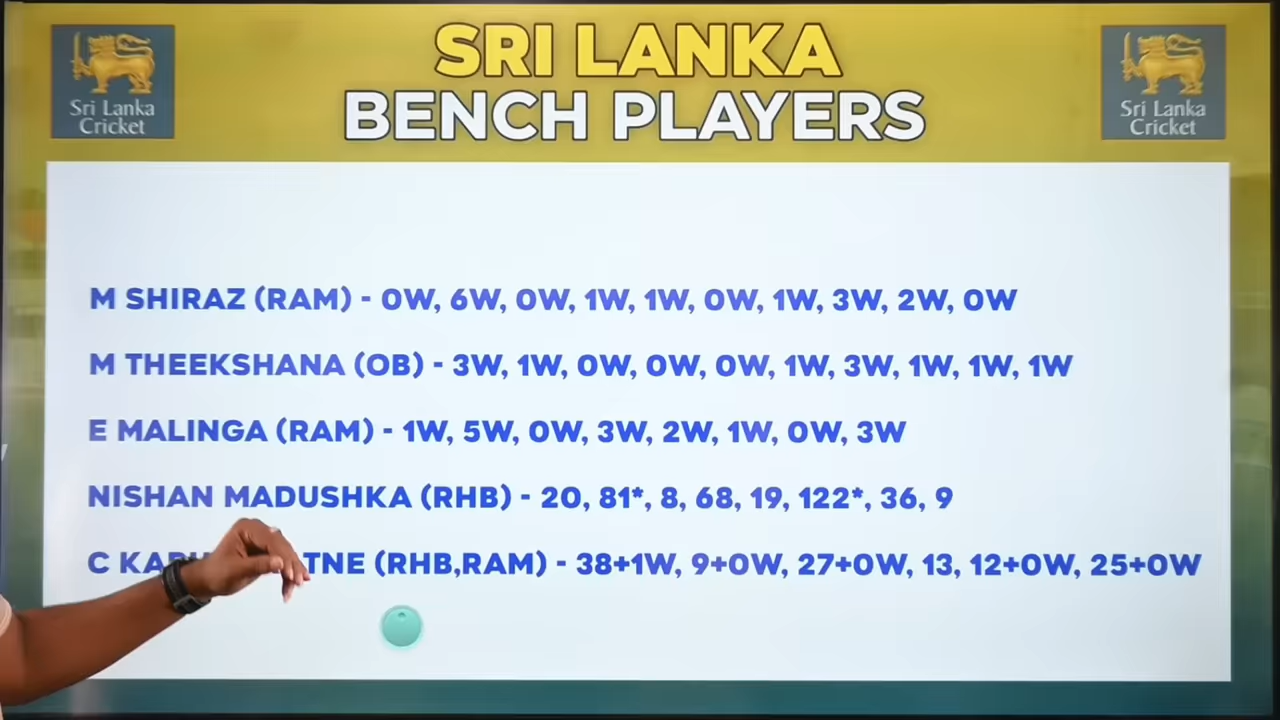 SRI LANKA
BENCH PLAYERS
Sri Lanka
Cricket
Sri Lanka
Cricket
M SHIRAZ (RAM) - 0W, 6W, 0W, 1W, 1W, 0W, 1W, 3W, 2W, 0W
M THEEKSHANA (OB) - 3W, 1W, 0W, 0W, 0W, 1W, 3W, 1W, 1W, 1W
E MALINGA (RAM) - 1W, 5W, 0W, 3W, 2W, 1W, 0W, 3W
NISHAN MADUSHKA (RHB) - 20, 81*, 8, 68, 19, 122*, 36, 9
C (RHB,RAM) - 38+1W, 9+0W, 27+0W, 13, 12+0W, 25+0W